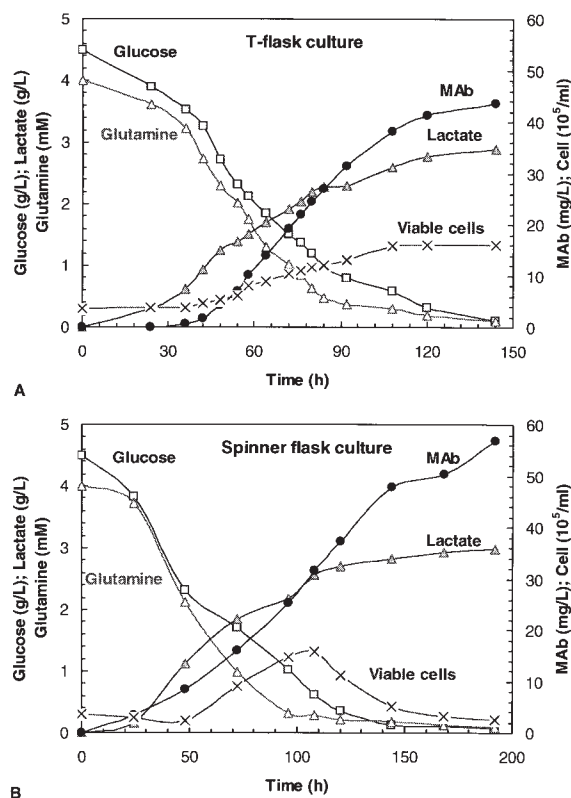 T-flask culture
Glucose
Glutamine
MAb
Lactate
Viable cells
Glucose (g/L); Lactate (g/L)
Glutamine (mM)
MAb (mg/L); Cell (10⁵/ml)
5
4
3
2
1
0
60
50
40
30
20
10
0
0 30 60 90 120 150
Time (h)
A
Spinner flask culture
Glucose
Glutamine
MAb
Lactate
Viable cells
Glucose (g/L); Lactate (g/L)
Glutamine (mM)
MAb (mg/L); Cell (10⁵/ml)
5
4
3
2
1
0
60
50
40
30
20
10
0
0 50 100 150 200
Time (h)
B